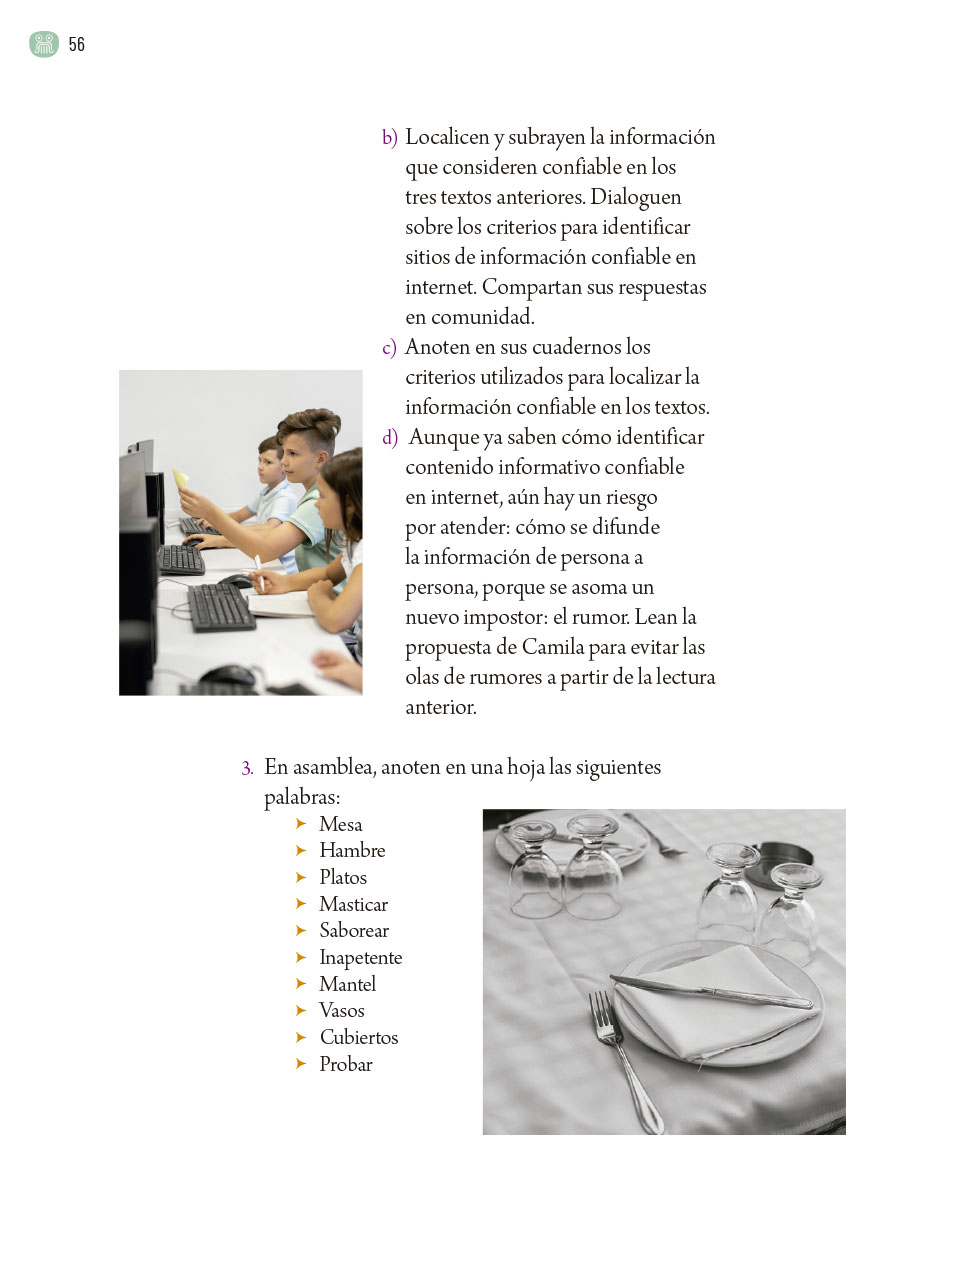 56
b) Localicen y subrayen la información
que consideren confiable en los
tres textos anteriores. Dialoguen
sobre los criterios para identificar
sitios de información confiable en
internet. Compartan sus respuestas
en comunidad.
c) Anoten en sus cuadernos los
criterios utilizados para localizar la
información confiable en los textos.
d) Aunque ya saben cómo identificar
contenido informativo confiable
en internet, aún hay un riesgo
por atender: cómo se difunde
la información de persona a
persona, porque se asoma un
nuevo impostor: el rumor. Lean la
propuesta de Camila para evitar las
olas de rumores a partir de la lectura
anterior.
3. En asamblea, anoten en una hoja las siguientes
palabras:
➤ Mesa
➤ Hambre
➤ Platos
➤ Masticar
➤ Saborear
➤ Inapetente
➤ Mantel
➤ Vasos
➤ Cubiertos
➤ Probar